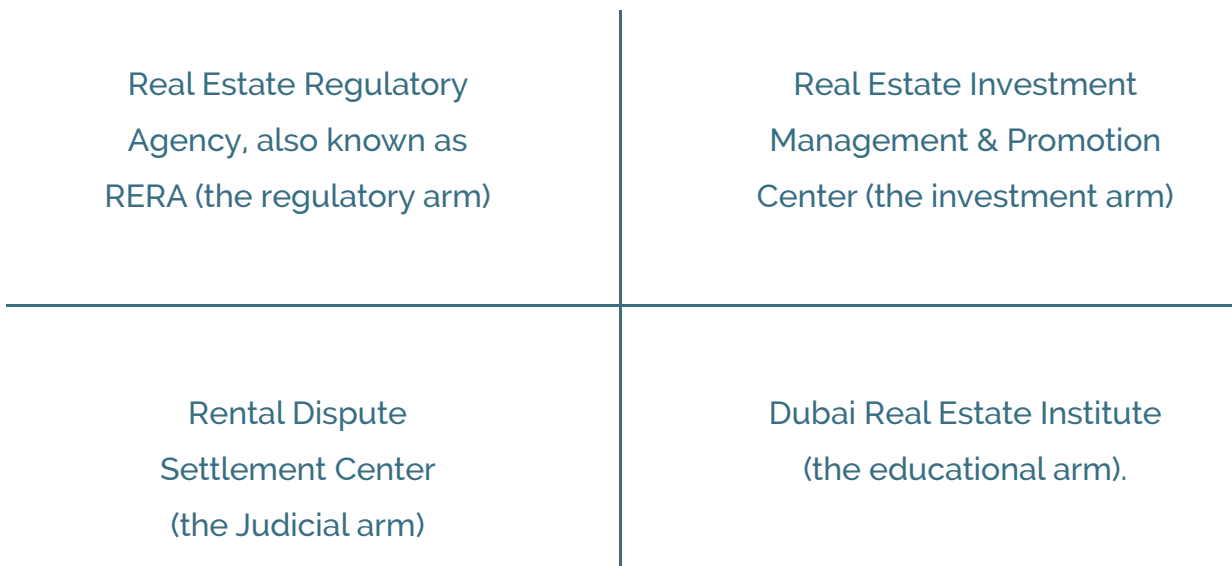 Real Estate Regulatory
Agency, also known as
RERA (the regulatory arm)
Real Estate Investment
Management & Promotion
Center (the investment arm)
Rental Dispute
Settlement Center
(the Judicial arm)
Dubai Real Estate Institute
(the educational arm).